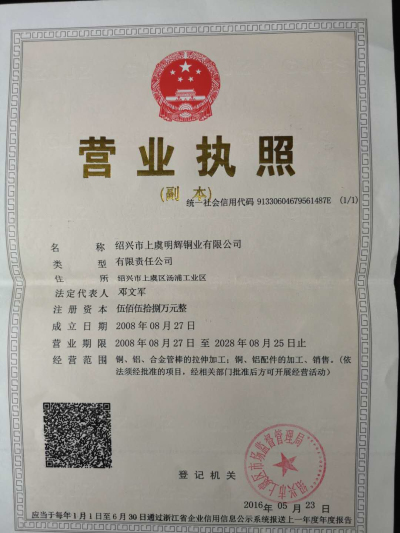 营业执照
(副 本)
统一社会信用代码 91330604679561487E (1/1)
名 称 绍兴市上虞明辉铜业有限公司
类 型 有限责任公司
住 所 绍兴市上虞区汤浦工业区
法定代表人 邓文军
注册资本 伍佰伍拾捌万元整
成立日期 2008年08月27日
营业期限 2008年08月27日 至 2028年08月25日止
经营范围 铜、铝、合金管棒的拉伸加工；铜、铝配件的加工、销售。(依
法须经批准的项目，经相关部门批准后方可开展经营活动)
登记机关
2016年 05月 23日
应当于每年1月1日至6月30日通过浙江省企业信用信息公示系统报送上一年度年度报告